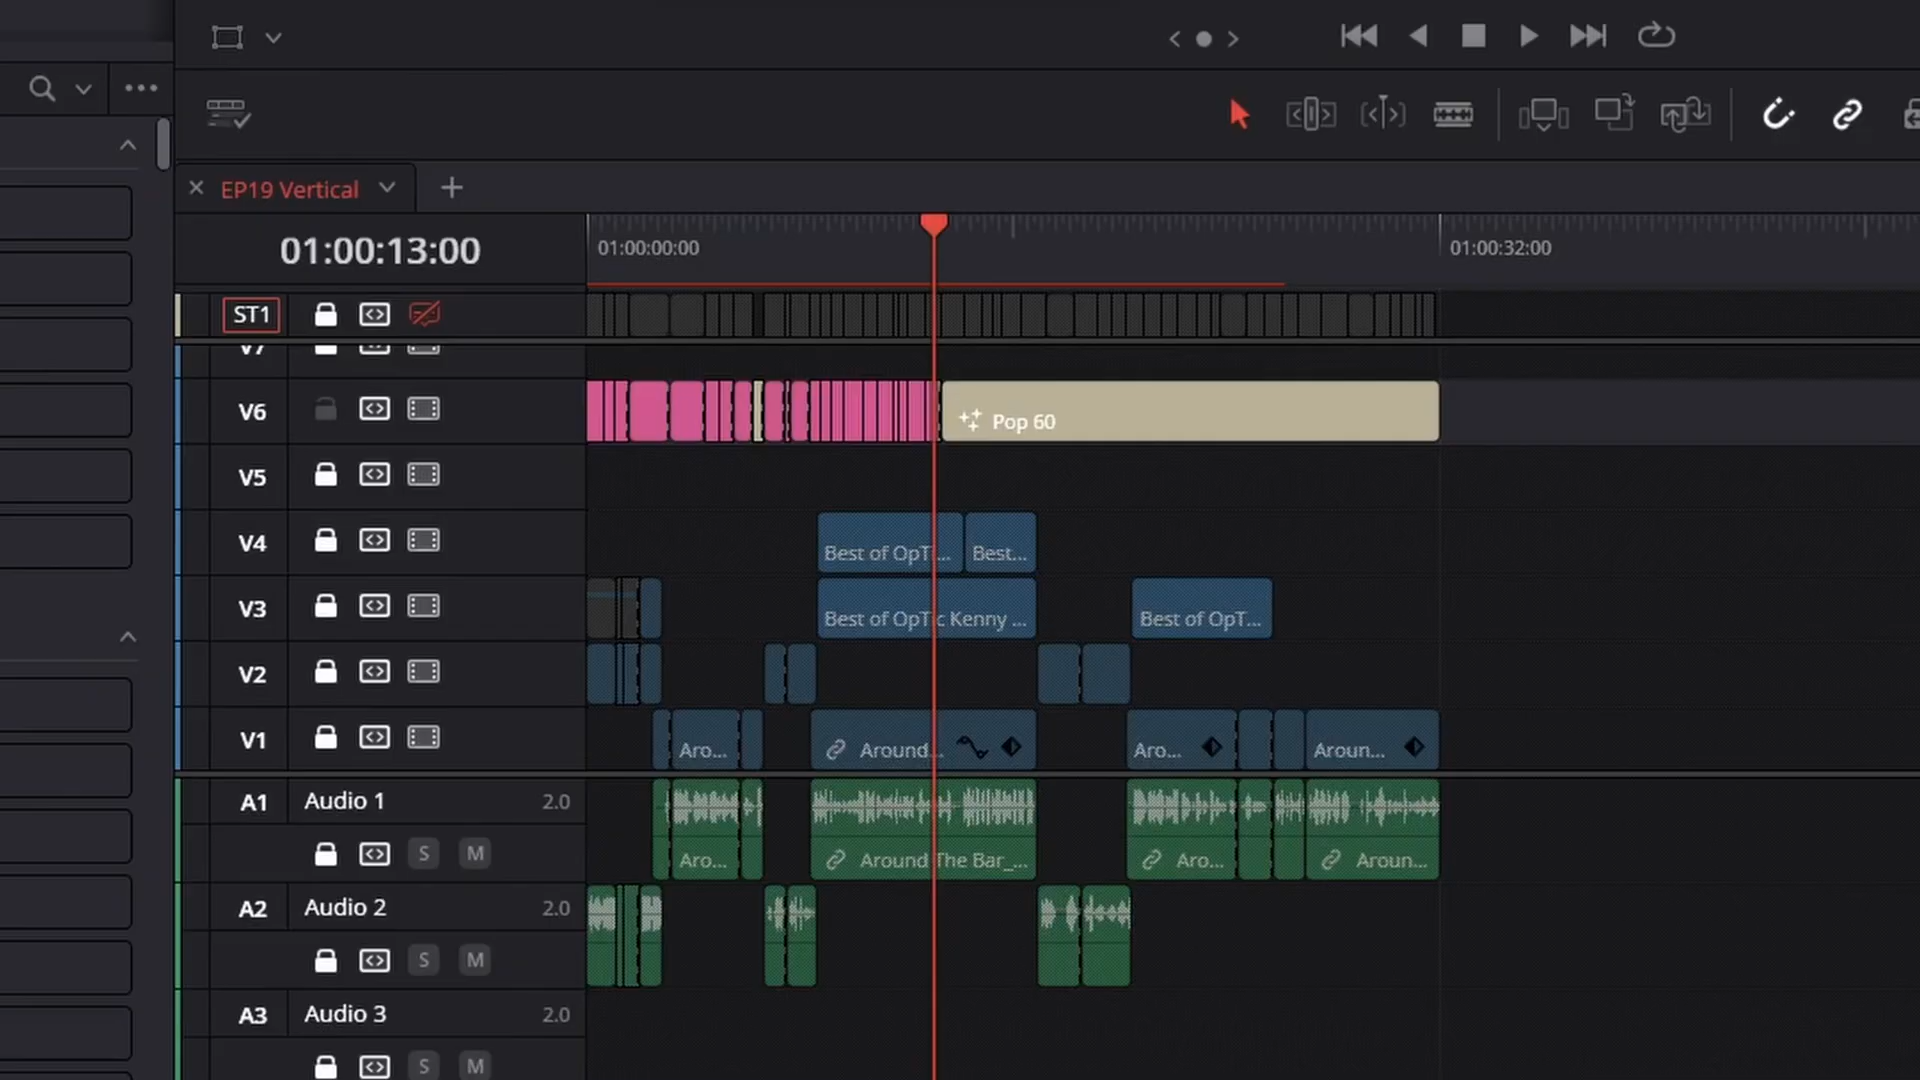 EP19 Vertical
01:00:13:00
01:00:00:00
01:00:32:00
ST1
V7
V6
Pop 60
V5
V4
Best of OpT...
Best...
V3
Best of OpTic Kenny ...
Best of OpT...
V2
V1
Aro...
Around...
Aro...
Aroun...
A1
Audio 1
2.0
S
M
Aro...
Around The Bar_...
Aro...
Aroun...
A2
Audio 2
2.0
S
M
A3
Audio 3
2.0
S
M